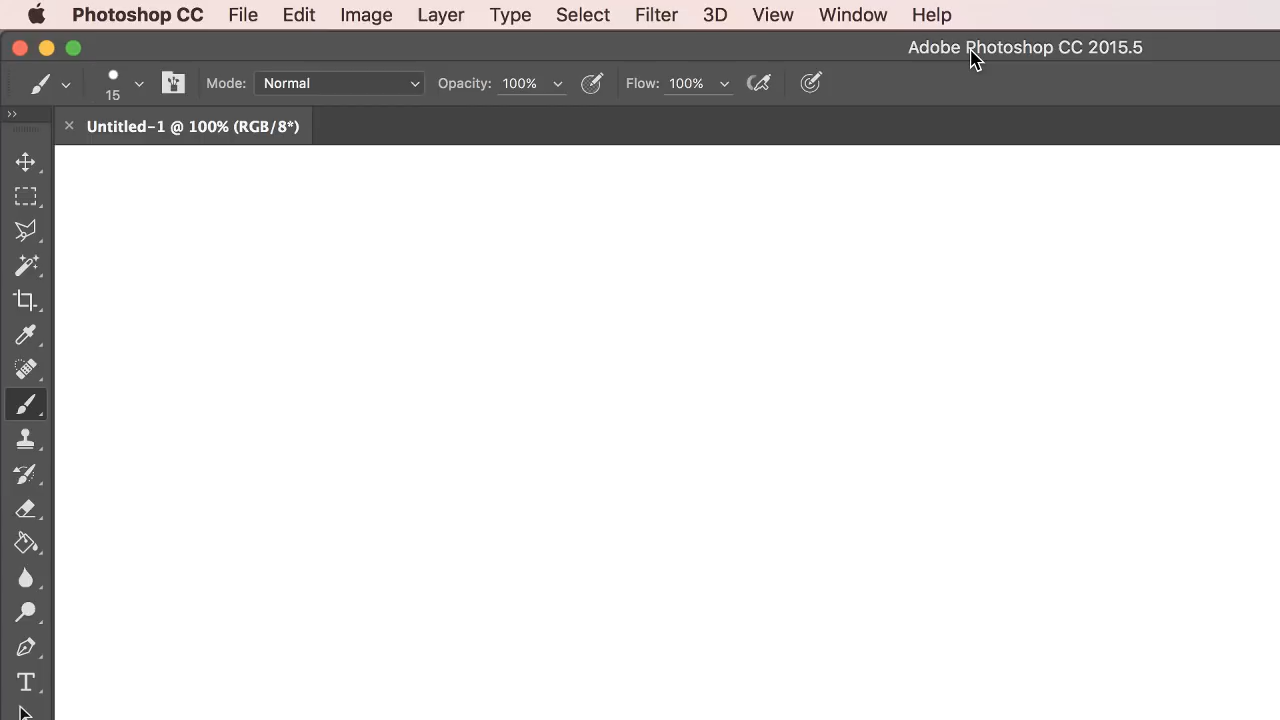 Photoshop CC File Edit Image Layer Type Select Filter 3D View Window Help
Adobe Photoshop CC 2015.5
15 Mode: Normal Opacity: 100% Flow: 100%
Untitled-1 @ 100% (RGB/8*)
T